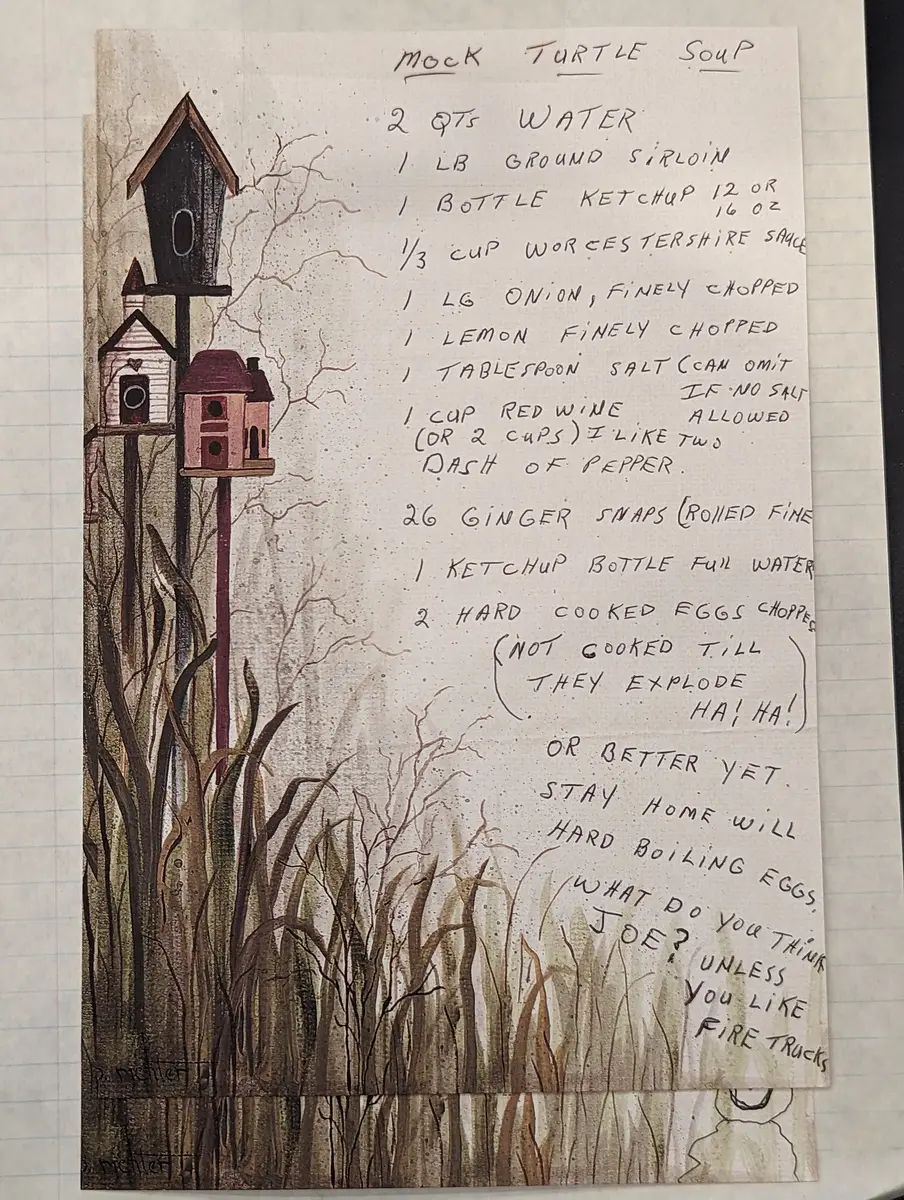 MOCK TURTLE SOUP
2 QTs WATER
1 LB GROUND SIRLOIN
1 BOTTLE KETCHUP 12 OR
16 OZ
1/3 CUP WORCESTERSHIRE SAUCE
1 LG ONION, FINELY CHOPPED
1 LEMON FINELY CHOPPED
1 TABLESPOON SALT (CAN OMIT
IF NO SALT
1 CUP RED WINE ALLOWED
(OR 2 CUPS) I LIKE TWO
DASH OF PEPPER.
26 GINGER SNAPS (ROLLED FINE
1 KETCHUP BOTTLE FULL WATER
2 HARD COOKED EGGS CHOPPED
(NOT COOKED TILL
THEY EXPLODE
HA! HA!)
OR BETTER YET
STAY HOME WILL
HARD BOILING EGGS.
WHAT DO YOU THINK
JOE?
UNLESS
YOU LIKE
FIRE TRUCKS